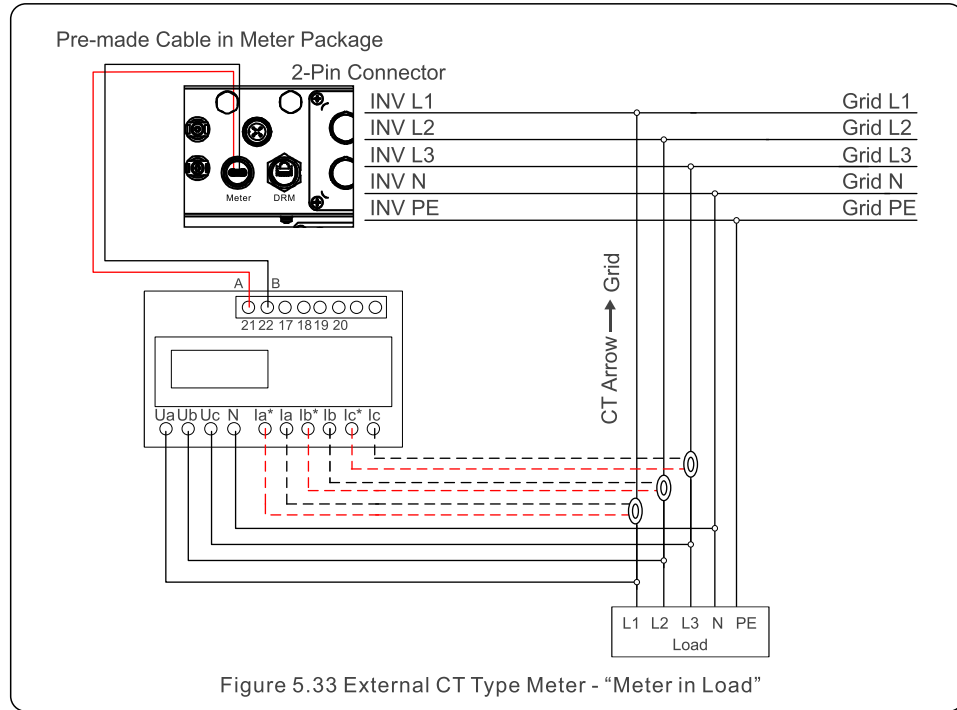 Pre-made Cable in Meter Package
2-Pin Connector
INV L1
Grid L1
INV L2
Grid L2
INV L3
Grid L3
INV N
Grid N
INV PE
Grid PE
Meter
DRM
CT Arrow → Grid
A
B
21 22 17 18 19 20
Ua Ub Uc N Ia* Ia Ib* Ib Ic* Ic
L1 L2 L3 N PE
Load
Figure 5.33 External CT Type Meter - “Meter in Load”